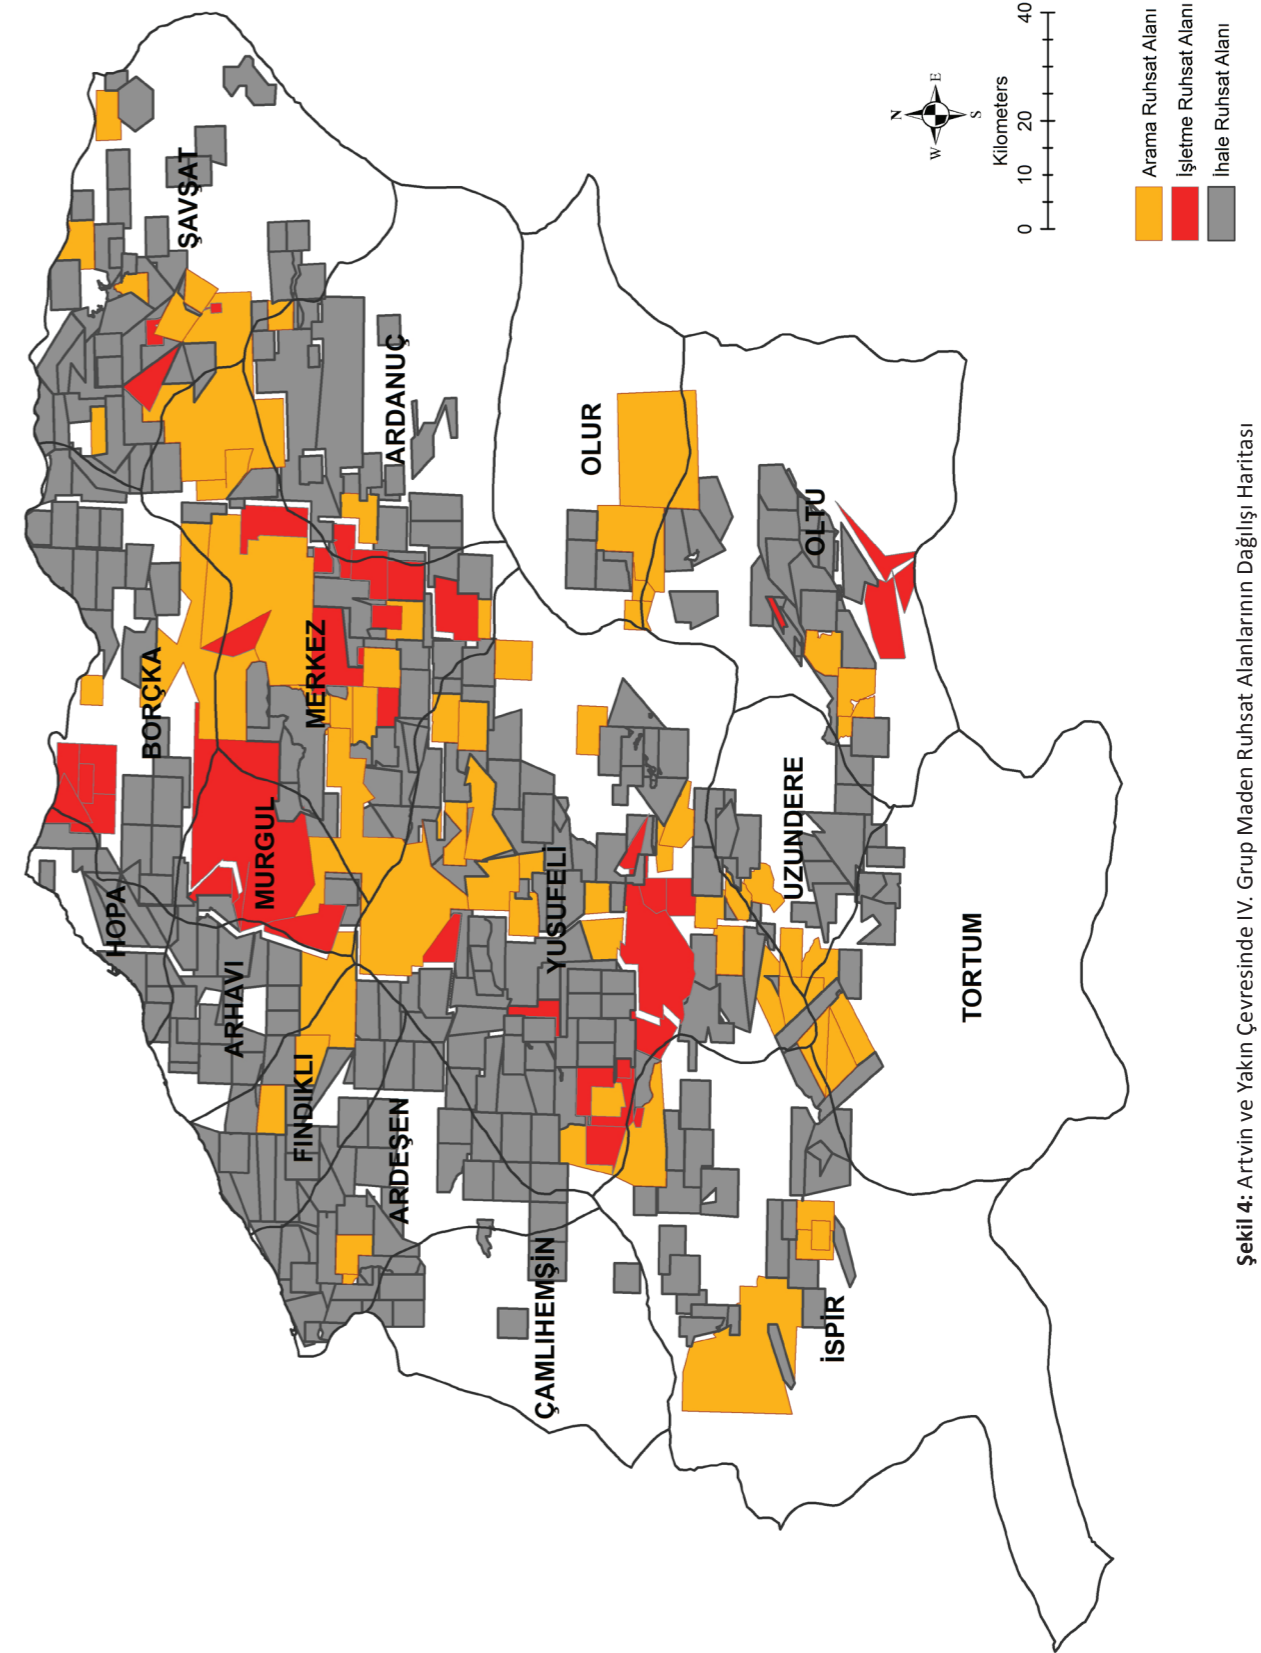 ŞAVŞAT
ARDANUÇ
OLUR
OLTU
BORÇKA
MERKEZ
MURGUL
HOPA
ARHAVI
FINDIKLI
ARDEŞEN
YUSUFELİ
UZUNDERE
TORTUM
ÇAMLIHEMŞİN
İSPİR
N
W E
S
Kilometers
0 10 20 40
Arama Ruhsat Alanı
İşletme Ruhsat Alanı
İhale Ruhsat Alanı
Şekil 4: Artvin ve Yakın Çevresinde IV. Grup Maden Ruhsat Alanlarının Dağılışı Haritası